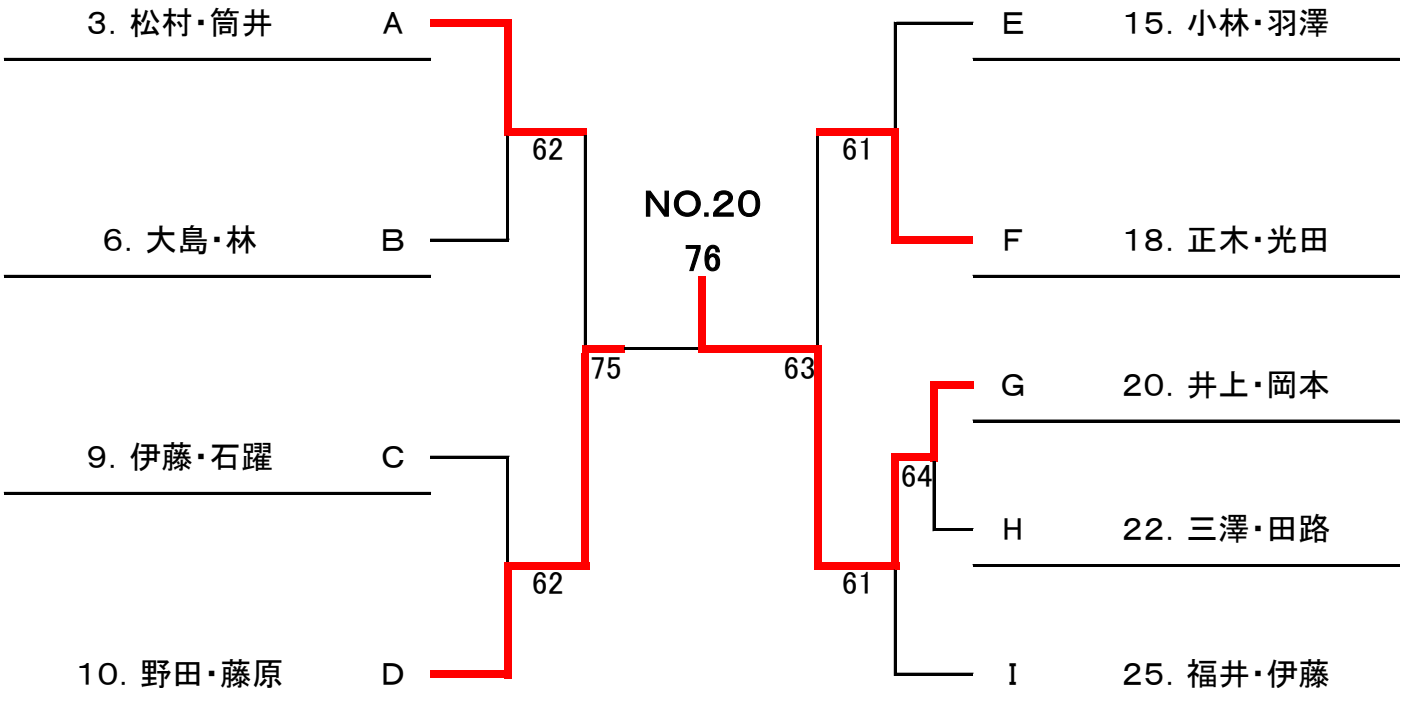 3. 松村・筒井 A
6. 大島・林 B
9. 伊藤・石躍 C
10. 野田・藤原 D
62
62
75
NO.20
76
63
61
61
64
E 15. 小林・羽澤
F 18. 正木・光田
G 20. 井上・岡本
H 22. 三澤・田路
I 25. 福井・伊藤